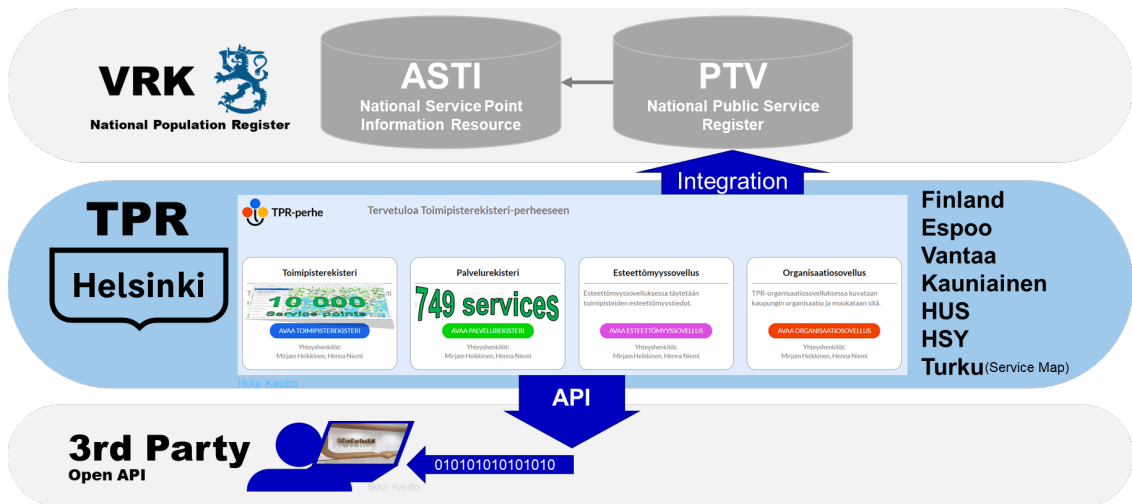 VRK
National Population Register
ASTI
National Service Point
Information Resource
PTV
National Public Service
Register
Integration
TPR
Helsinki
TPR-perhe
Tervetuloa Toimipisterekisteri-perheeseen
Toimipisterekisteri
10 000
Service points
AVAA TOIMIPISTEREKISTERI
Yhteyshenkilöt:
Mirjam Heikkinen, Henna Niemi
Palvelurekisteri
749 services
AVAA PALVELUREKISTERI
Yhteyshenkilöt:
Mirjam Heikkinen, Henna Niemi
Esteettömyyssovellus
Esteettömyyssovelluksessa täytetään
toimipisteiden esteettömyystiedot.
AVAA ESTEETTÖMYYSSOVELLUS
Yhteyshenkilöt:
Mirjam Heikkinen, Henna Niemi
Organisaatiosovellus
TPR-organisaatiosovelluksessa kuvataan
kaupungin organisaatio ja muokataan sitä.
AVAA ORGANISAATIOSOVELLUS
Yhteyshenkilöt:
Mirjam Heikkinen, Henna Niemi
Finland
Espoo
Vantaa
Kauniainen
HUS
HSY
Turku (Service Map)
Ilkka Kautto
API
3rd Party
Open API
010101010101010
Ilkka Kautto